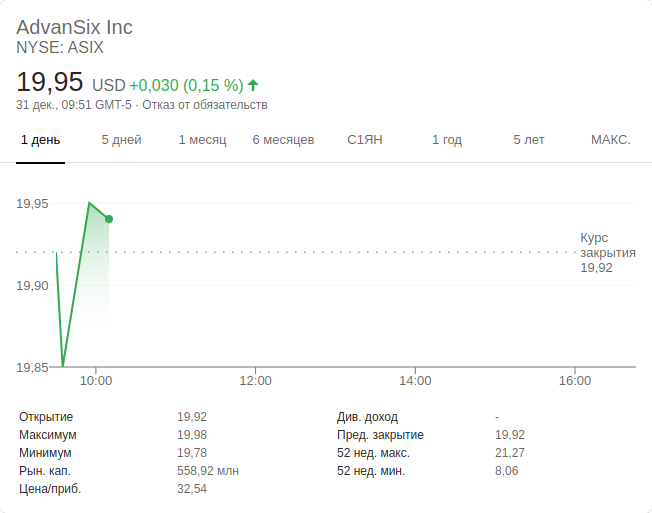 AdvanSix Inc
NYSE: ASIX
19,95 USD +0,030 (0,15 %)
31 дек., 09:51 GMT-5 · Отказ от обязательств
1 день 5 дней 1 месяц 6 месяцев С1ЯН 1 год 5 лет МАКС.
19,95
Курс
закрытия
19,92
19,90
19,85
10:00 12:00 14:00 16:00
Открытие 19,92 Див. доход -
Максимум 19,98 Пред. закрытие 19,92
Минимум 19,78 52 нед. макс. 21,27
Рын. кап. 558,92 млн 52 нед. мин. 8,06
Цена/приб. 32,54